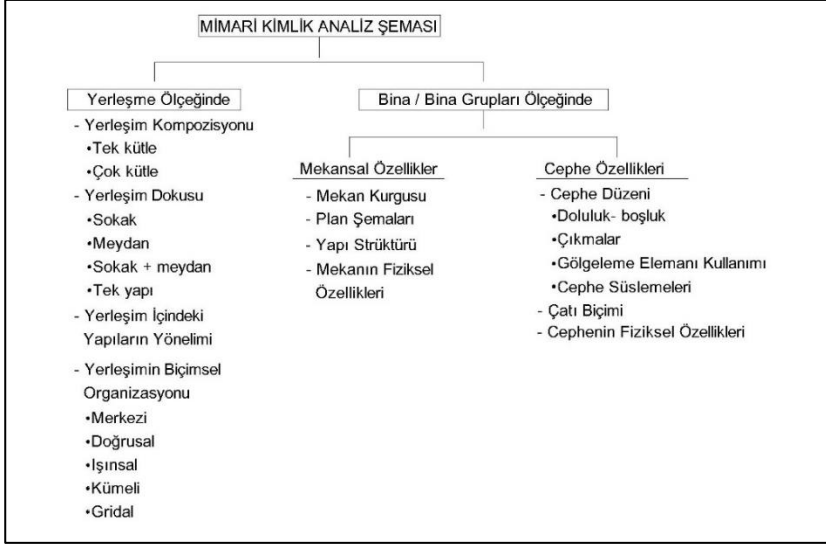 MİMARİ KİMLİK ANALİZ ŞEMASI
Yerleşme Ölçeğinde
- Yerleşim Kompozisyonu
•Tek kütle
•Çok kütle
- Yerleşim Dokusu
•Sokak
•Meydan
•Sokak + meydan
•Tek yapı
- Yerleşim İçindeki
Yapıların Yönelimi
- Yerleşimin Biçimsel
Organizasyonu
•Merkezi
•Doğrusal
•Işınsal
•Kümeli
•Gridal
Bina / Bina Grupları Ölçeğinde
Mekansal Özellikler
- Mekan Kurgusu
- Plan Şemaları
- Yapı Strüktürü
- Mekanın Fiziksel
Özellikleri
Cephe Özellikleri
- Cephe Düzeni
•Doluluk- boşluk
•Çıkmalar
•Gölgeleme Elemanı Kullanımı
•Cephe Süslemeleri
- Çatı Biçimi
- Cephenin Fiziksel Özellikleri